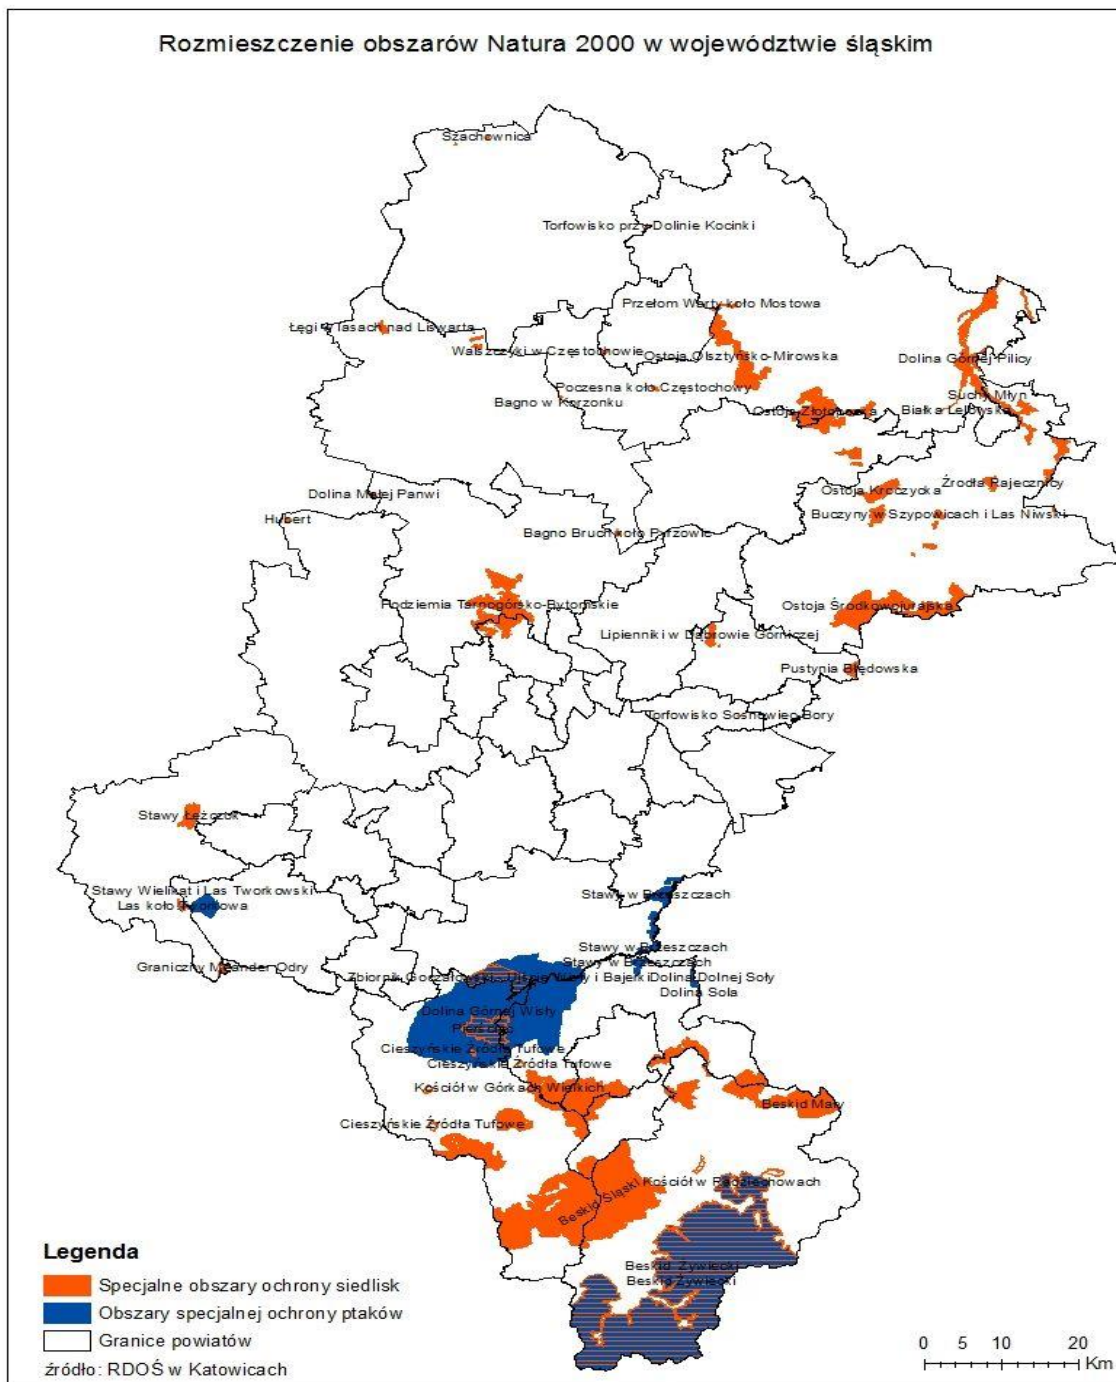 Rozmieszczenie obszarów Natura 2000 w województwie śląskim
Szachownica
Torfowisko przy Dolinie Kocinki
Przełom Warty koło Mostowa
Łęgi w lasach nad Liswartą
Walszczyki w Częstochowie
Ostoja Olsztyńsko-Mirowska
Dolina Górnej Pilicy
Poczesna koło Częstochowy
Suchy Młyn
Bagno w Korzonku
Ostoja Złotopotocka
Białka Lelowska
Dolina Małej Panwi
Ostoja Kroczycka
Źródła Rajecznicy
Hubert
Buczyny w Szypowicach i Las Niwiski
Bagno Bruch koło Pyrzowic
Podziemia Tarnogórsko-Bytomskie
Ostoja Środkowojurajska
Lipienniki w Dąbrowie Górniczej
Pustynia Błędowska
Torfowisko Sosnowiec Bory
Stawy Łężczok
Stawy Wielikąt i Las Tworkowski
Stawy w Brzeszczach
Las koło Tworkowa
Stawy w Brzeszczach
Graniczny Meander Odry
Stawy w Brzeszczach
Dolina Dolnej Soły
Dolina Soła
Dolina Górnej Wisły
Pierściec
Cieszyńskie Źródła Tufowe
Cieszyńskie Źródła Tufowe
Kościół w Górkach Wielkich
Beskid Mały
Cieszyńskie Źródła Tufowe
Kościół w Radziechowach
Beskid Śląski
Beskid Żywiecki
Beskid Żywiecki
Legenda
Specjalne obszary ochrony siedlisk
Obszary specjalnej ochrony ptaków
Granice powiatów
źródło: RDOŚ w Katowicach
0 5 10 20
Km